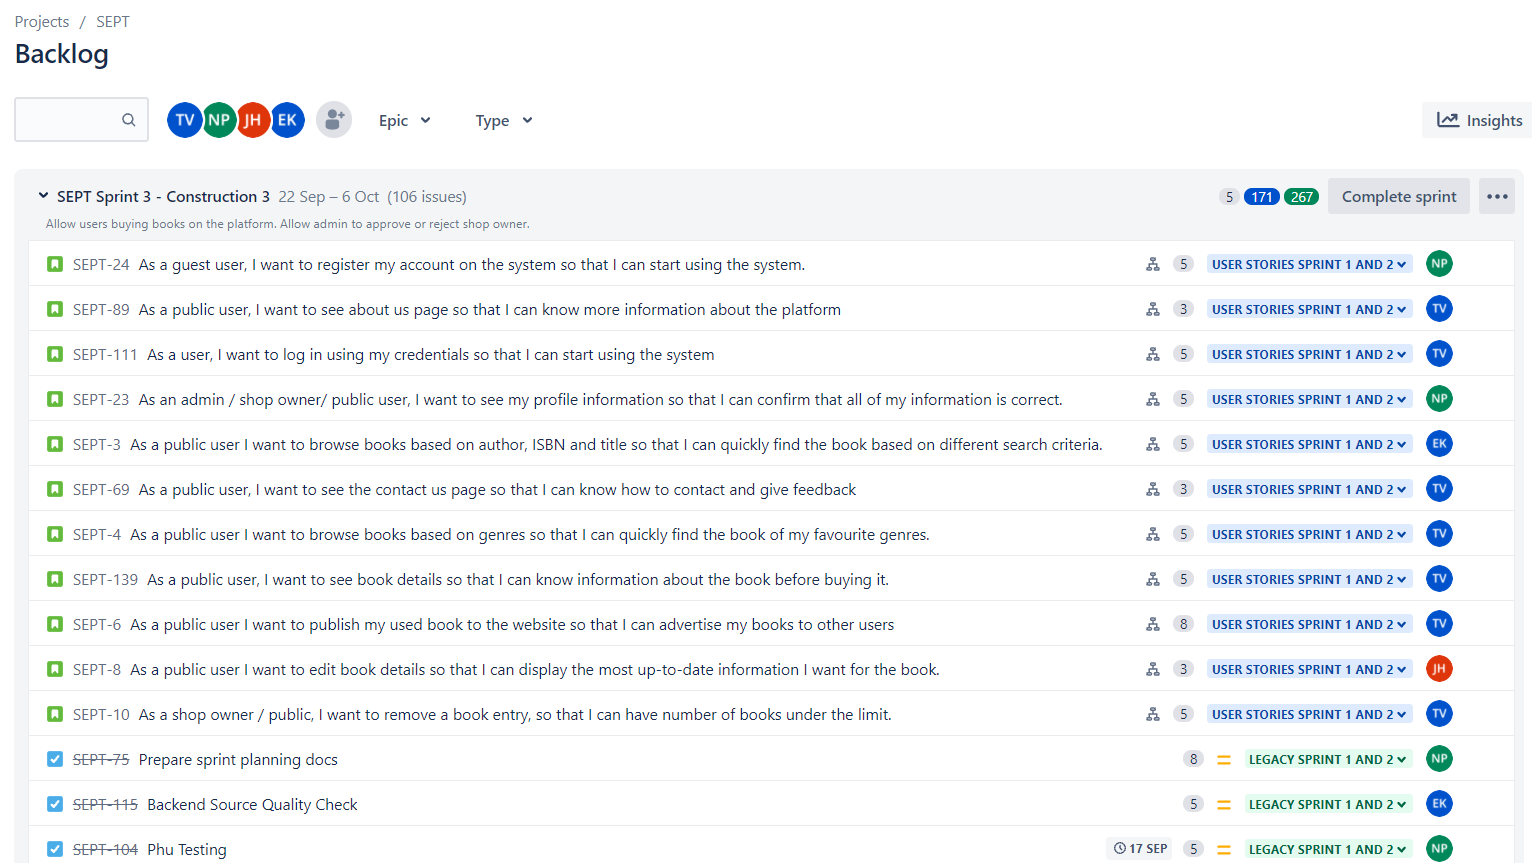 Projects / SEPT
Backlog
TV NP JH EK Epic Type Insights
SEPT Sprint 3 - Construction 3 22 Sep – 6 Oct (106 issues) 5 171 267 Complete sprint
Allow users buying books on the platform. Allow admin to approve or reject shop owner.
SEPT-24 As a guest user, I want to register my account on the system so that I can start using the system. 5 USER STORIES SPRINT 1 AND 2 NP
SEPT-89 As a public user, I want to see about us page so that I can know more information about the platform 3 USER STORIES SPRINT 1 AND 2 TV
SEPT-111 As a user, I want to log in using my credentials so that I can start using the system 5 USER STORIES SPRINT 1 AND 2 TV
SEPT-23 As an admin / shop owner/ public user, I want to see my profile information so that I can confirm that all of my information is correct. 5 USER STORIES SPRINT 1 AND 2 NP
SEPT-3 As a public user I want to browse books based on author, ISBN and title so that I can quickly find the book based on different search criteria. 5 USER STORIES SPRINT 1 AND 2 EK
SEPT-69 As a public user, I want to see the contact us page so that I can know how to contact and give feedback 3 USER STORIES SPRINT 1 AND 2 TV
SEPT-4 As a public user I want to browse books based on genres so that I can quickly find the book of my favourite genres. 5 USER STORIES SPRINT 1 AND 2 TV
SEPT-139 As a public user, I want to see book details so that I can know information about the book before buying it. 5 USER STORIES SPRINT 1 AND 2 TV
SEPT-6 As a public user I want to publish my used book to the website so that I can advertise my books to other users 8 USER STORIES SPRINT 1 AND 2 TV
SEPT-8 As a public user I want to edit book details so that I can display the most up-to-date information I want for the book. 3 USER STORIES SPRINT 1 AND 2 JH
SEPT-10 As a shop owner / public, I want to remove a book entry, so that I can have number of books under the limit. 5 USER STORIES SPRINT 1 AND 2 TV
SEPT-75 Prepare sprint planning docs 8 LEGACY SPRINT 1 AND 2 NP
SEPT-115 Backend Source Quality Check 5 LEGACY SPRINT 1 AND 2 EK
SEPT-104 Phu Testing 17 SEP 5 LEGACY SPRINT 1 AND 2 NP